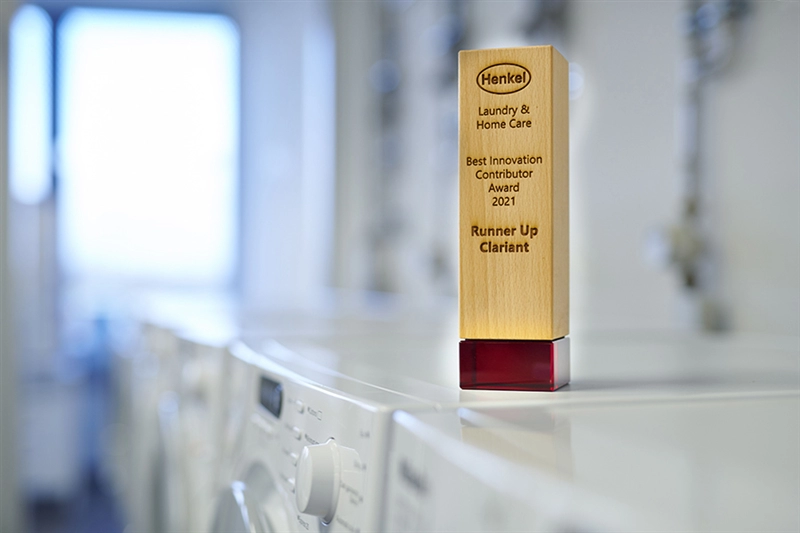 Henkel
Laundry &
Home Care
Best Innovation
Contributor
Award
2021
Runner Up
Clariant